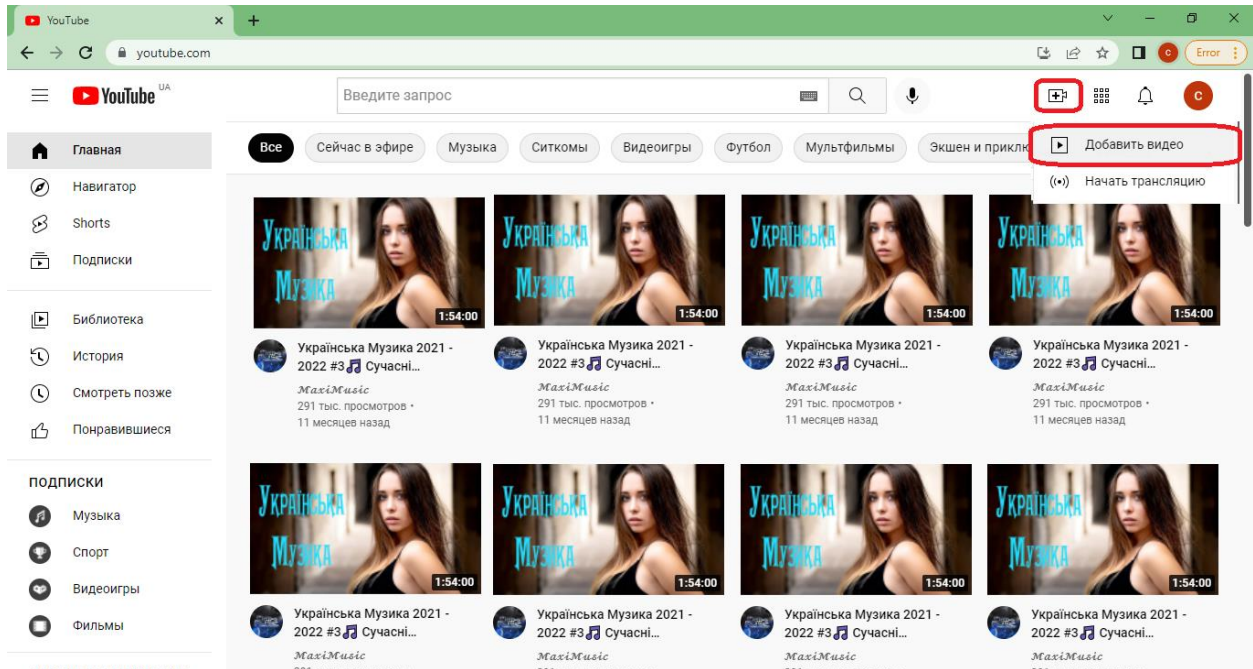 YouTube
youtube.com
Error
YouTube UA
Введите запрос
C
Все
Сейчас в эфире
Музыка
Ситкомы
Видеоигры
Футбол
Мультфильмы
Экшен и приклю
Добавить видео
Начать трансляцию
Главная
Навигатор
Shorts
Подписки
Библиотека
История
Смотреть позже
Понравившиеся
ПОДПИСКИ
Музыка
Спорт
Видеоигры
Фильмы
Українська
Музика
1:54:00
Українська Музика 2021 -
2022 #3🎵 Сучасні...
MaxiMusic
291 тыс. просмотров •
11 месяцев назад
Українська
Музика
1:54:00
Українська Музика 2021 -
2022 #3🎵 Сучасні...
MaxiMusic
291 тыс. просмотров •
11 месяцев назад
Українська
Музика
1:54:00
Українська Музика 2021 -
2022 #3🎵 Сучасні...
MaxiMusic
291 тыс. просмотров •
11 месяцев назад
Українська
Музика
1:54:00
Українська Музика 2021 -
2022 #3🎵 Сучасні...
MaxiMusic
291 тыс. просмотров •
11 месяцев назад
Українська
Музика
1:54:00
Українська Музика 2021 -
2022 #3🎵 Сучасні...
MaxiMusic
Українська
Музика
1:54:00
Українська Музика 2021 -
2022 #3🎵 Сучасні...
MaxiMusic
Українська
Музика
1:54:00
Українська Музика 2021 -
2022 #3🎵 Сучасні...
MaxiMusic
Українська
Музика
1:54:00
Українська Музика 2021 -
2022 #3🎵 Сучасні...
MaxiMusic